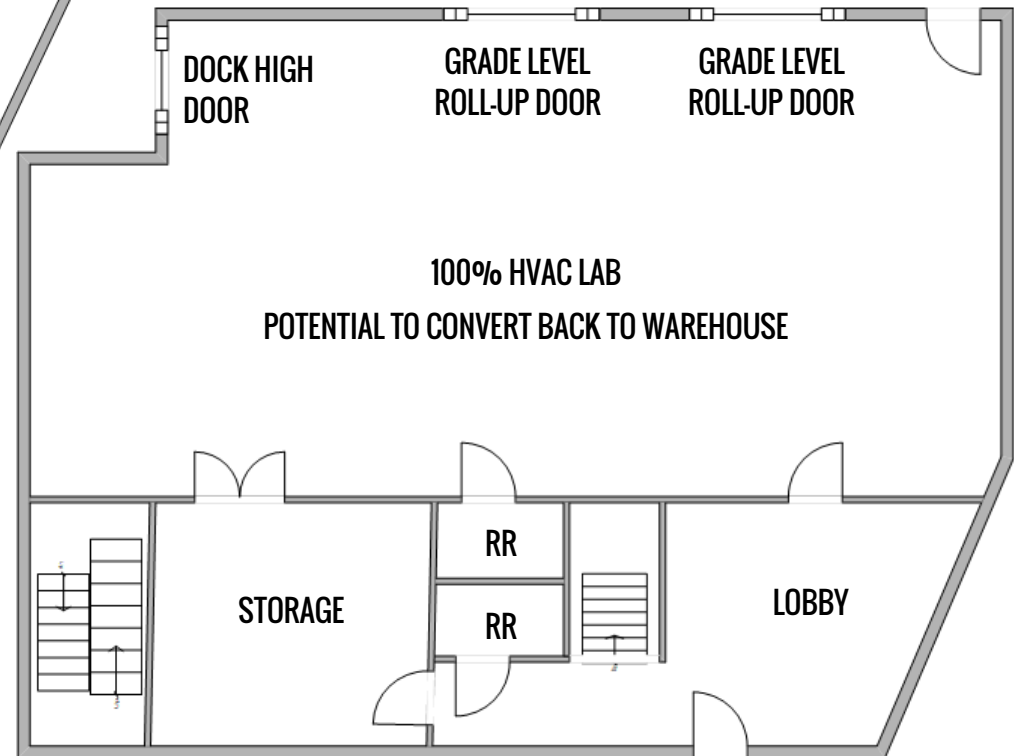 DOCK HIGH
DOOR
GRADE LEVEL
ROLL-UP DOOR
GRADE LEVEL
ROLL-UP DOOR
100% HVAC LAB
POTENTIAL TO CONVERT BACK TO WAREHOUSE
RR
STORAGE
RR
LOBBY